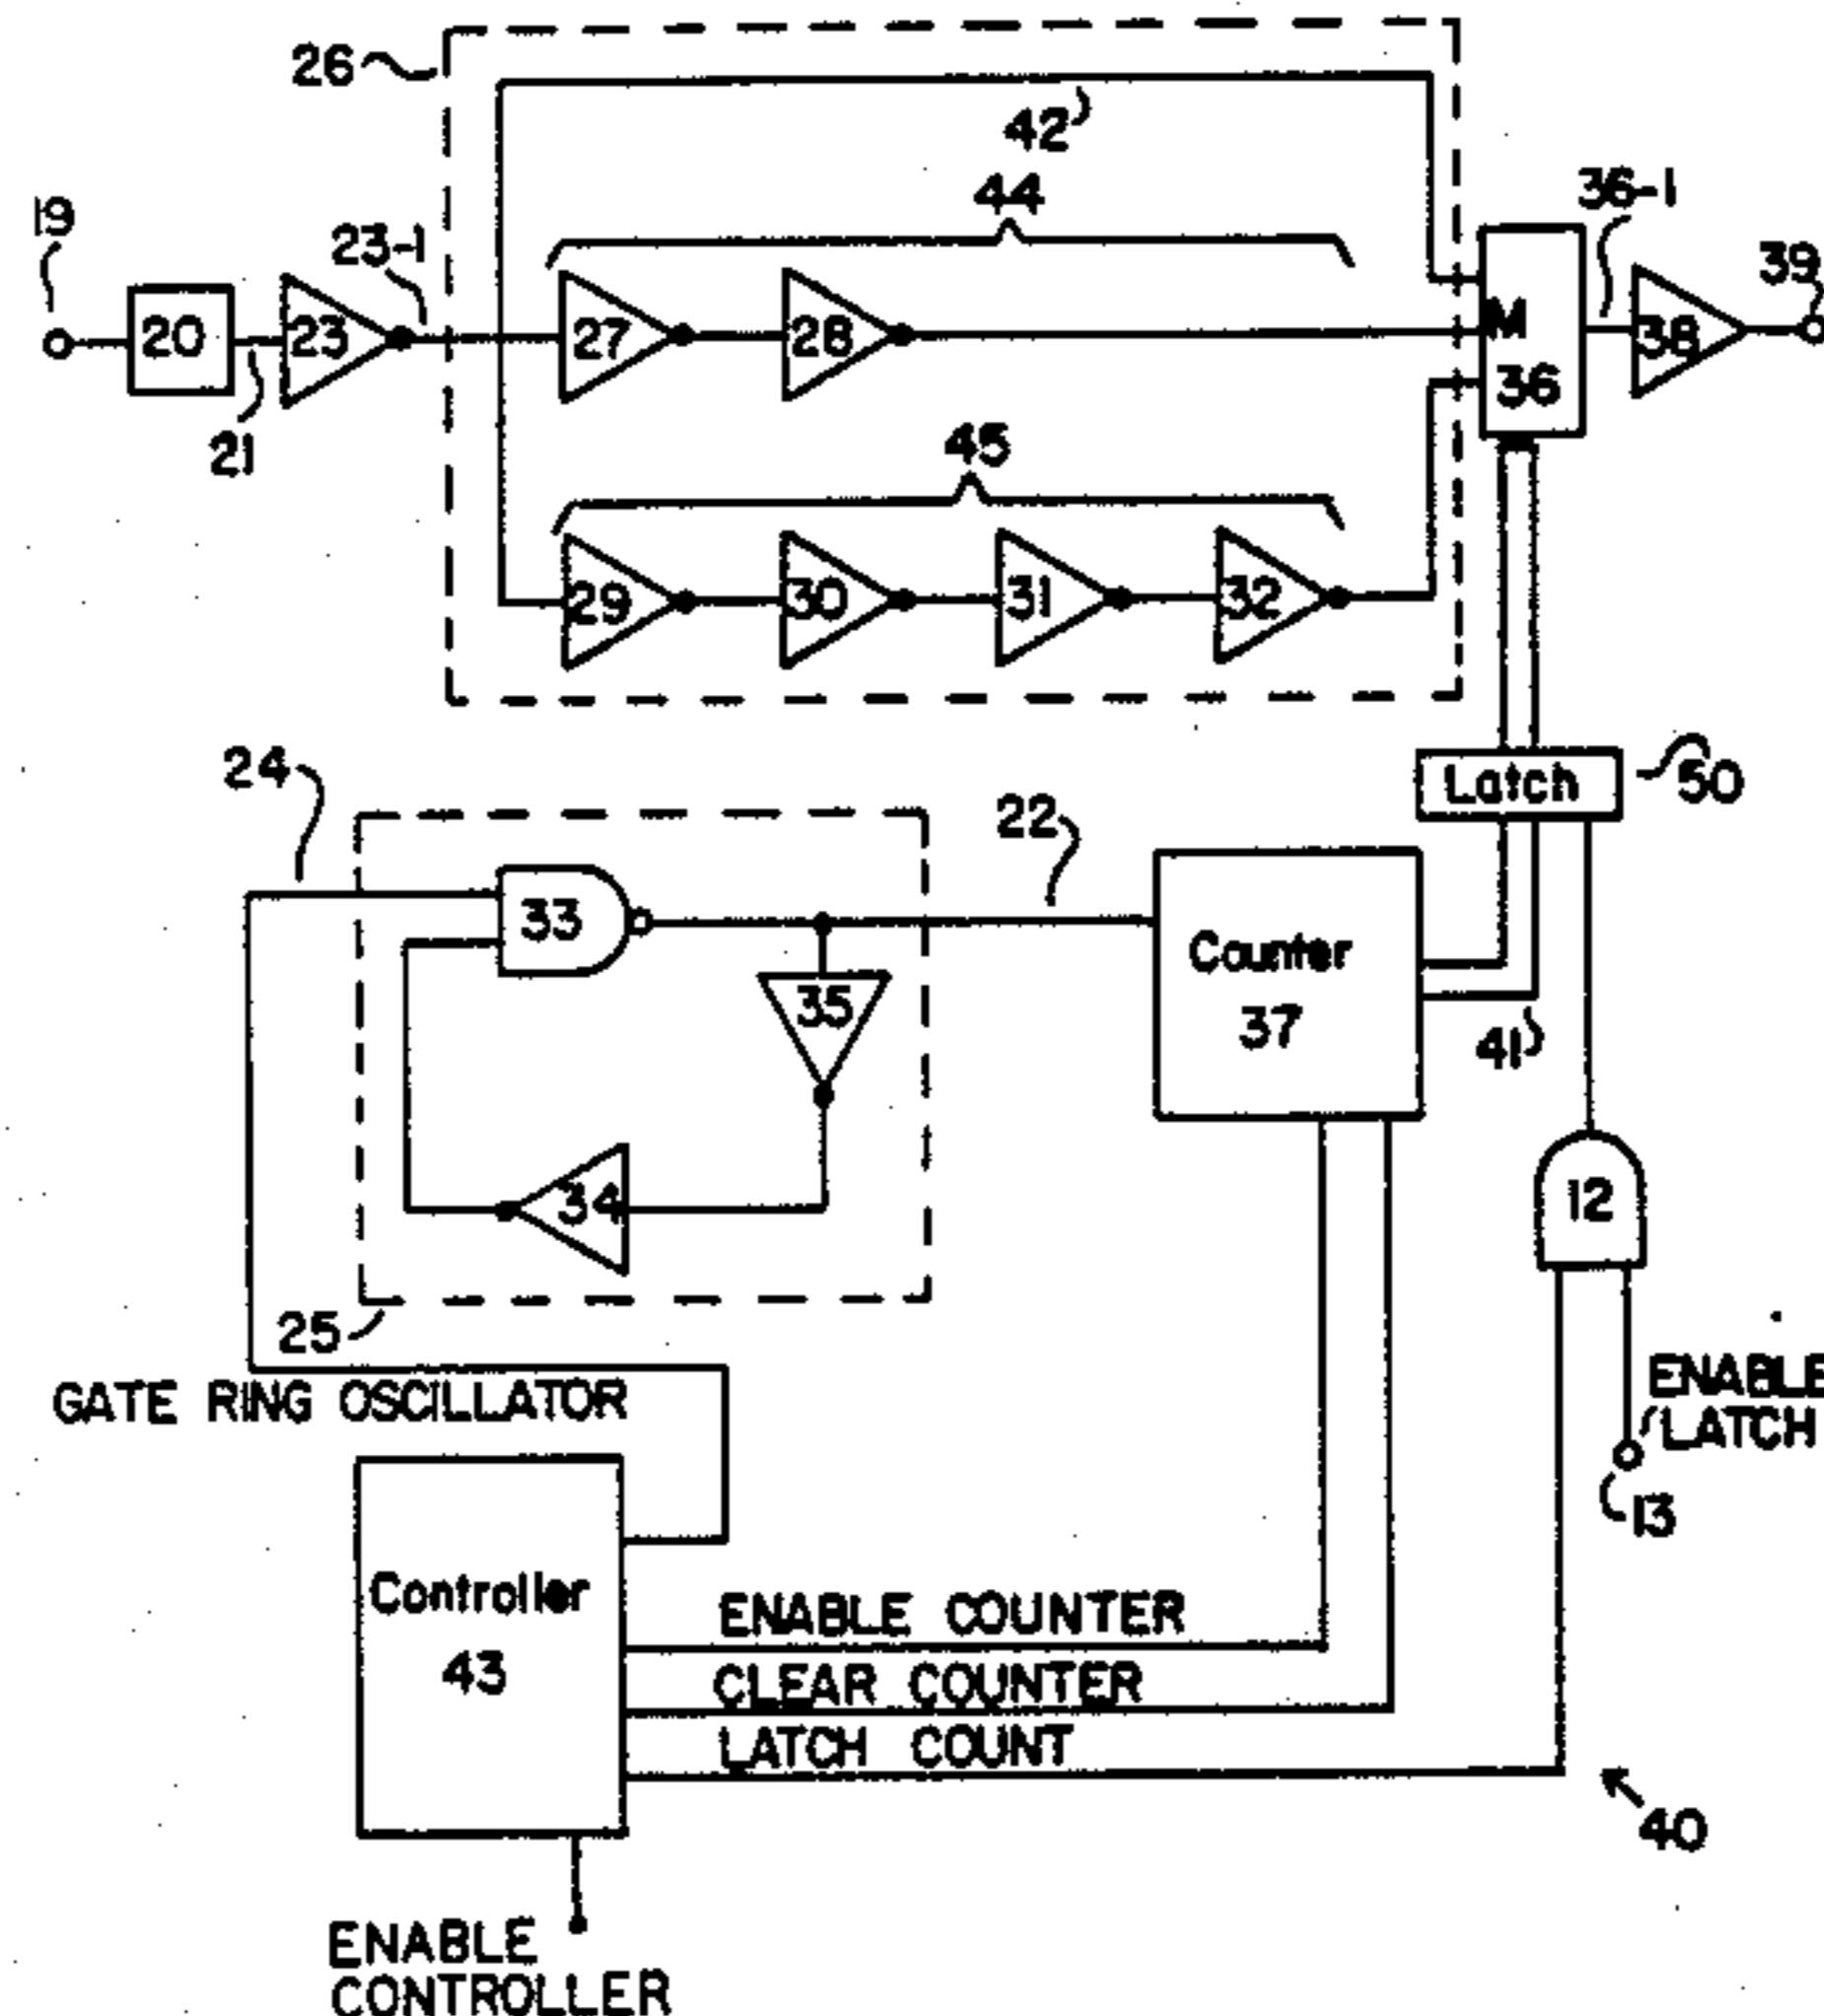 26
42
44
36-1
19
23-1
39
20
23
27
28
M
36
38
21
45
29
30
31
32
24
22
Latch
50
33
Counter
37
35
41
34
12
25
GATE RING OSCILLATOR
ENABLE
LATCH
13
Controller
43
ENABLE COUNTER
CLEAR COUNTER
LATCH COUNT
40
ENABLE
CONTROLLER